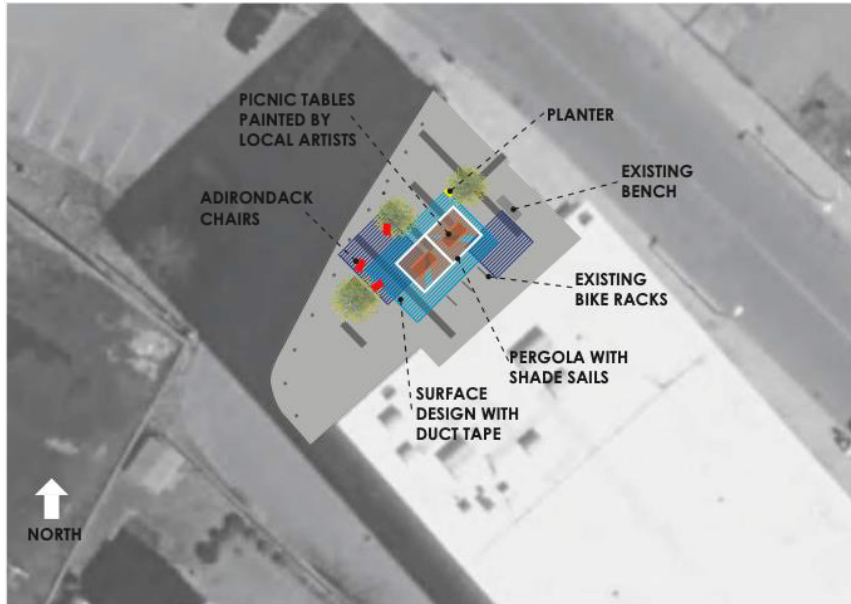 PICNIC TABLES
PAINTED BY
LOCAL ARTISTS
PLANTER
EXISTING
BENCH
ADIRONDACK
CHAIRS
EXISTING
BIKE RACKS
PERGOLA WITH
SHADE SAILS
SURFACE
DESIGN WITH
DUCT TAPE
NORTH